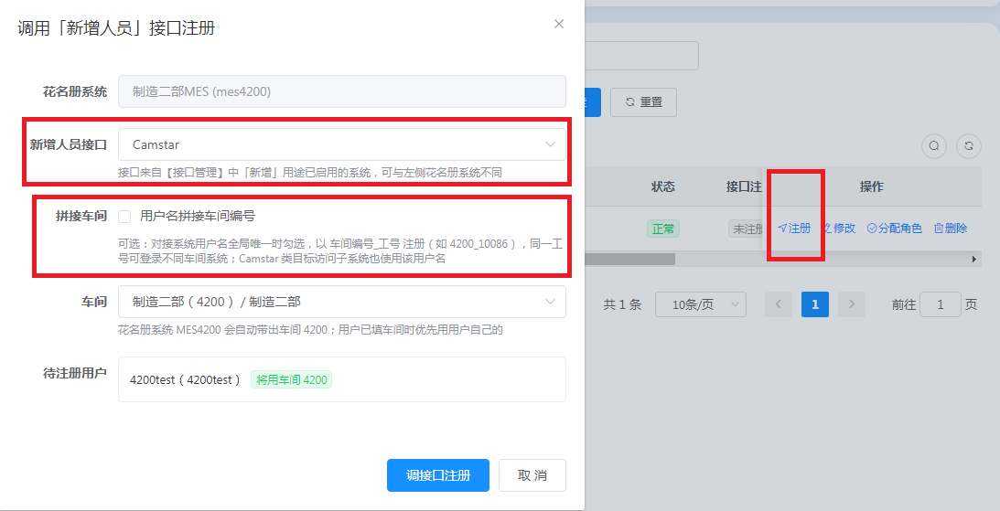 调用「新增人员」接口注册
花名册系统 制造二部MES (mes4200)
新增人员接口 Camstar
接口来自【接口管理】中「新增」用途已启用的系统，可与左侧花名册系统不同
拼接车间 用户名拼接车间编号
可选：对接系统用户名全局唯一时勾选，以 车间编号_工号 注册（如 4200_10086），同一工
号可登录不同车间系统；Camstar 类目标访问子系统也使用该用户名
车间 制造二部（4200）/ 制造二部
花名册系统 MES4200 会自动带出车间 4200；用户已填车间时优先用用户自己的
待注册用户 4200test（4200test） 将用车间 4200
调接口注册 取 消
重置
状态 接口注 操作
正常 未注册 注册 修改 分配角色 删除
共 1 条 10条/页 1 前往 1 页